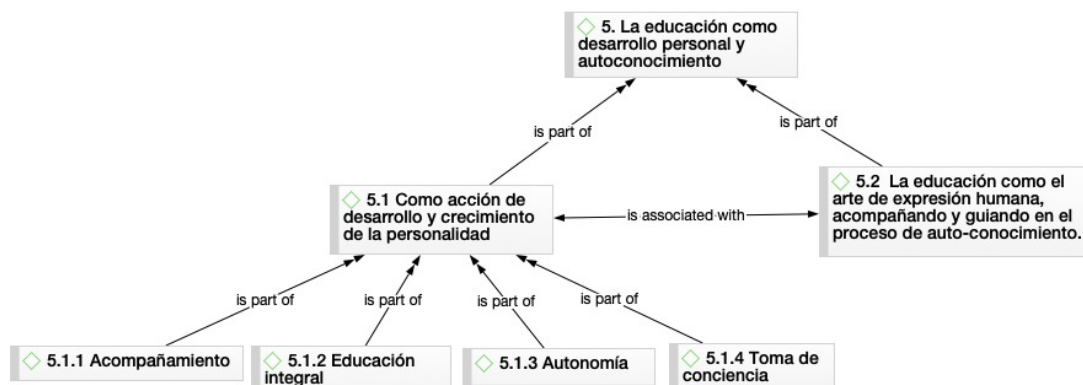 5. La educación como
desarrollo personal y
autoconocimiento
is part of
is part of
5.1 Como acción de
desarrollo y crecimiento
de la personalidad
is associated with
5.2 La educación como el
arte de expresión humana,
acompañando y guiando en el
proceso de auto-conocimiento.
is part of
is part of
is part of
is part of
5.1.1 Acompañamiento
5.1.2 Educación
integral
5.1.3 Autonomía
5.1.4 Toma de
conciencia